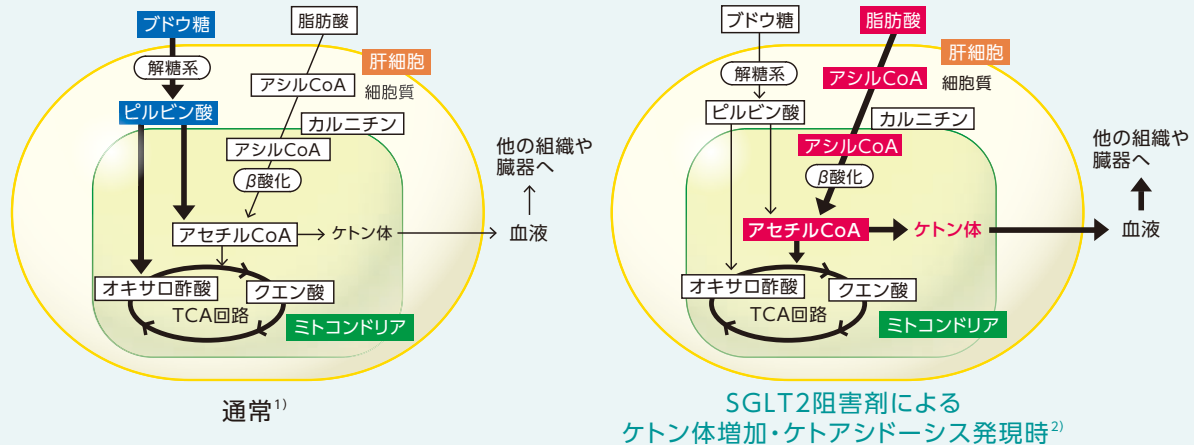 ブドウ糖
脂肪酸
解糖系
肝細胞
アシルCoA
細胞質
ピルビン酸
カルニチン
アシルCoA
β酸化
他の組織や
臓器へ
アセチルCoA
ケトン体
血液
オキサロ酢酸
クエン酸
TCA回路
ミトコンドリア
通常1)
ブドウ糖
脂肪酸
肝細胞
解糖系
アシルCoA
細胞質
ピルビン酸
カルニチン
アシルCoA
β酸化
他の組織や
臓器へ
アセチルCoA
ケトン体
血液
オキサロ酢酸
クエン酸
TCA回路
ミトコンドリア
SGLT2阻害剤による
ケトン体増加・ケトアシドーシス発現時2)